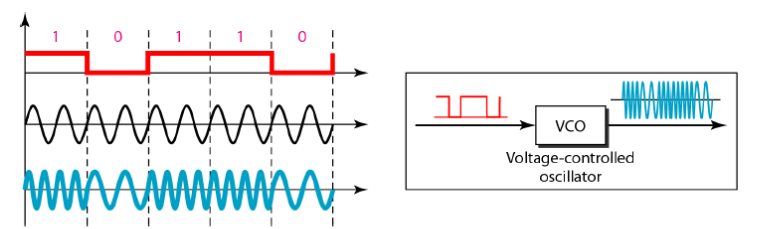 1 0 1 1 0
VCO
Voltage-controlled
oscillator